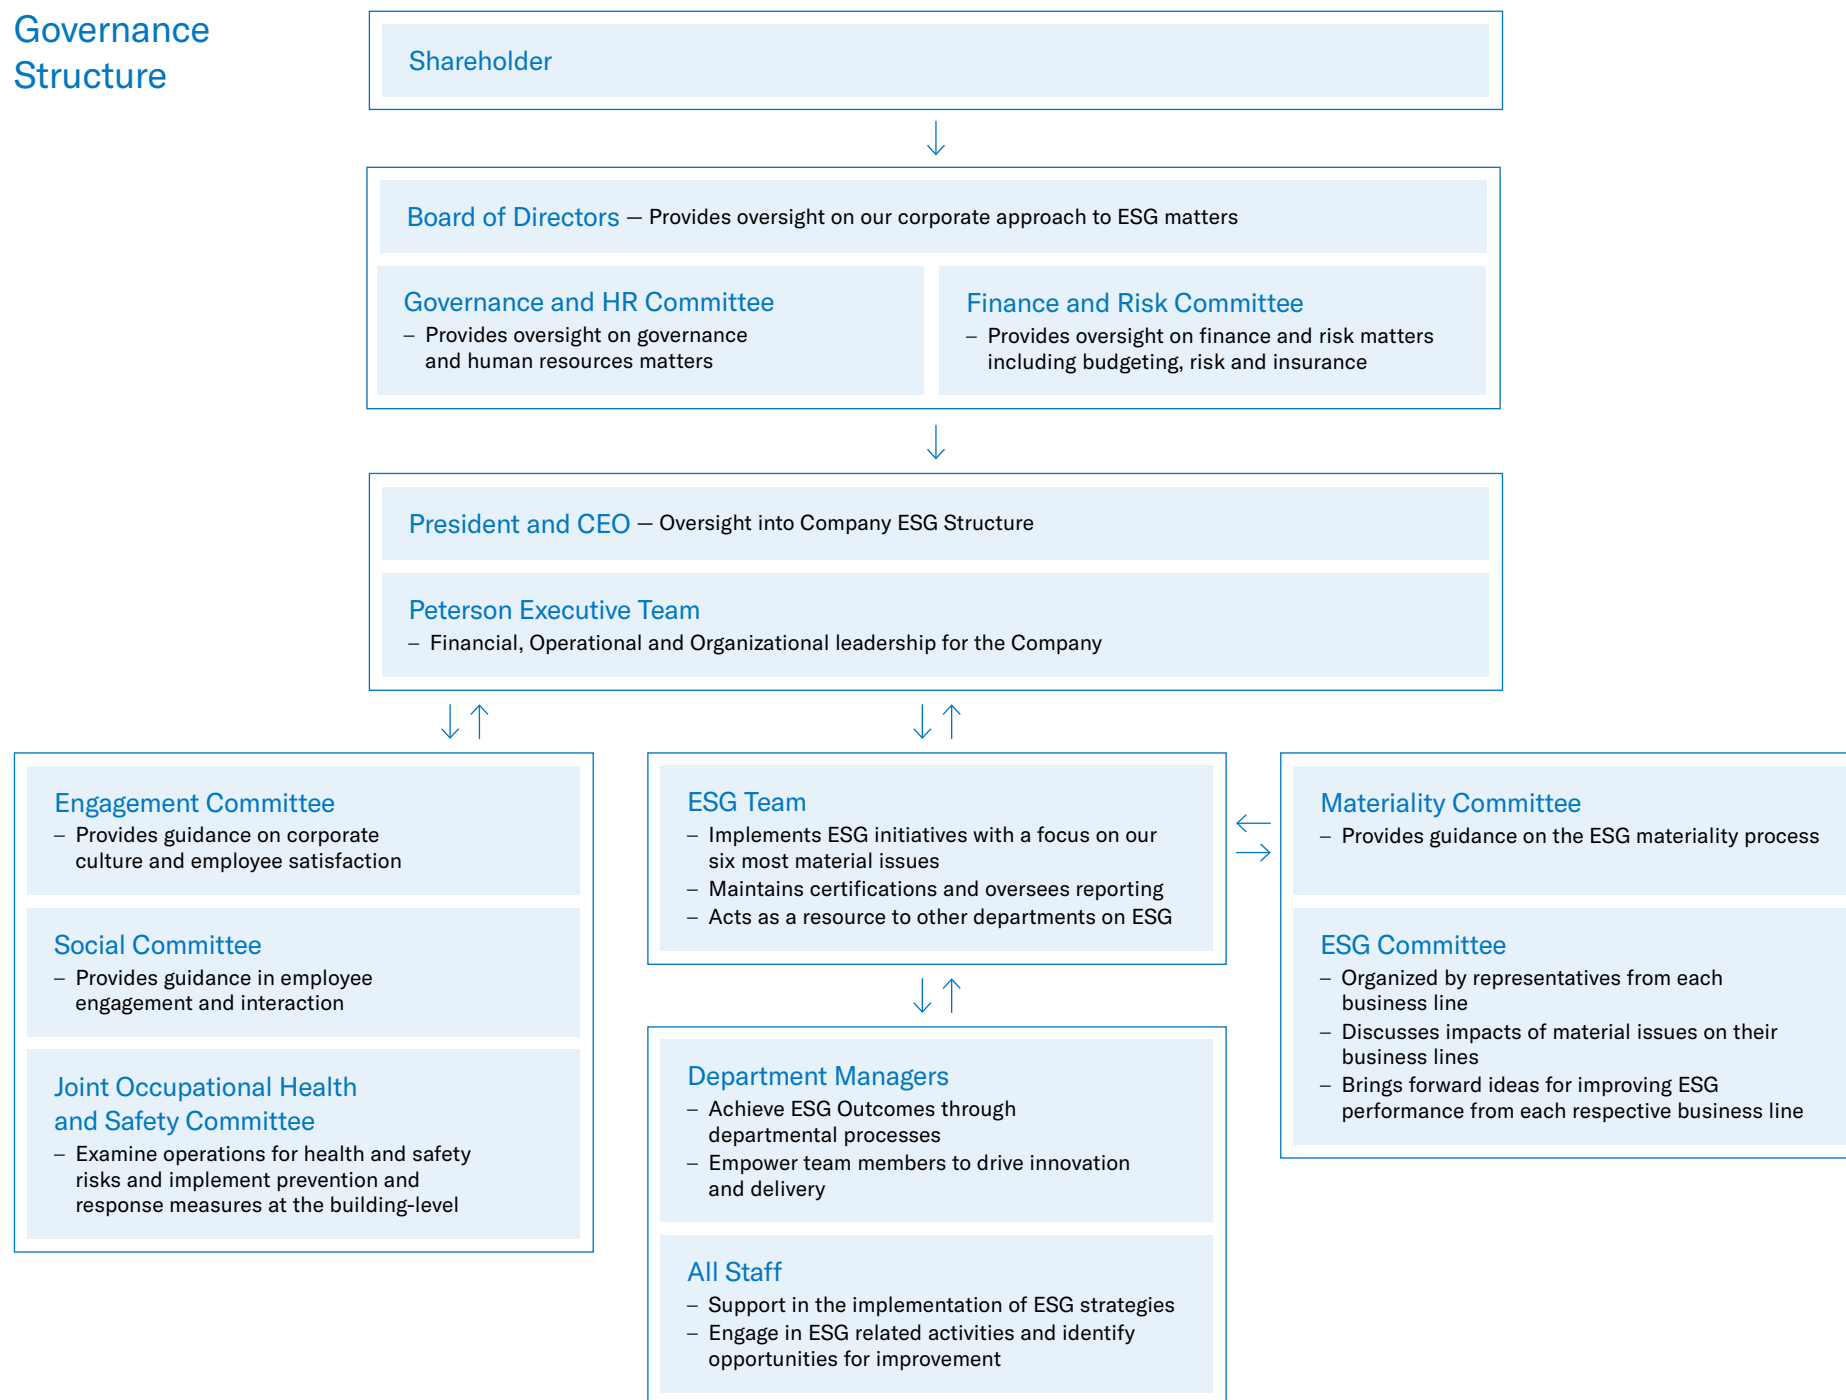 Governance
Structure
Shareholder
Board of Directors — Provides oversight on our corporate approach to ESG matters
Governance and HR Committee
– Provides oversight on governance
and human resources matters
Finance and Risk Committee
– Provides oversight on finance and risk matters
including budgeting, risk and insurance
President and CEO — Oversight into Company ESG Structure
Peterson Executive Team
– Financial, Operational and Organizational leadership for the Company
Engagement Committee
– Provides guidance on corporate
culture and employee satisfaction
Social Committee
– Provides guidance in employee
engagement and interaction
Joint Occupational Health
and Safety Committee
– Examine operations for health and safety
risks and implement prevention and
response measures at the building-level
ESG Team
– Implements ESG initiatives with a focus on our
six most material issues
– Maintains certifications and oversees reporting
– Acts as a resource to other departments on ESG
Department Managers
– Achieve ESG Outcomes through
departmental processes
– Empower team members to drive innovation
and delivery
All Staff
– Support in the implementation of ESG strategies
– Engage in ESG related activities and identify
opportunities for improvement
Materiality Committee
– Provides guidance on the ESG materiality process
ESG Committee
– Organized by representatives from each
business line
– Discusses impacts of material issues on their
business lines
– Brings forward ideas for improving ESG
performance from each respective business line